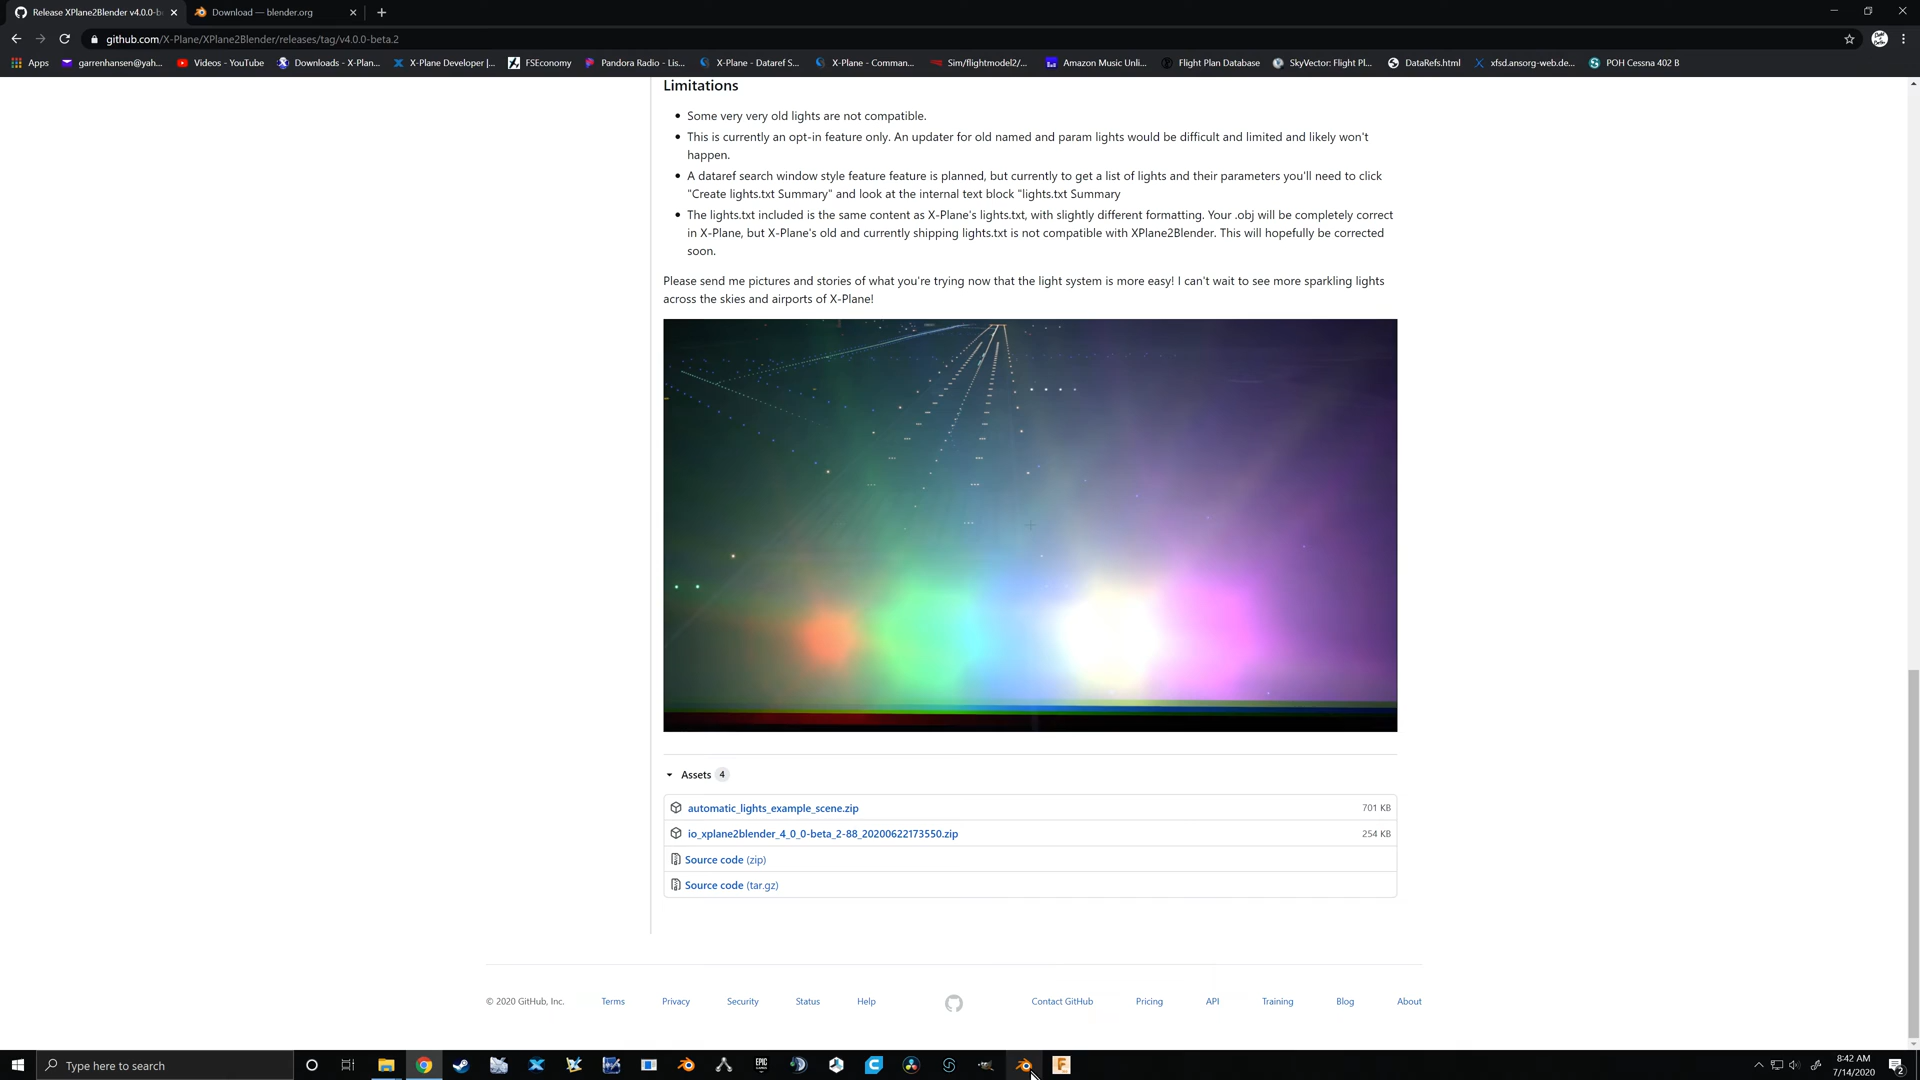 Release XPlane2Blender v4.0.0-b
Download — blender.org
github.com/X-Plane/XPlane2Blender/releases/tag/v4.0.0-beta.2
Apps
garrenhansen@yah...
Videos - YouTube
Downloads - X-Plan...
X-Plane Developer |...
FSEconomy
Pandora Radio - Lis...
X-Plane - Dataref S...
X-Plane - Comman...
Sim/flightmodel2/...
Amazon Music Unli...
Flight Plan Database
SkyVector: Flight Pl...
DataRefs.html
xfsd.ansorg-web.de...
POH Cessna 402 B
Limitations
Some very very old lights are not compatible.
This is currently an opt-in feature only. An updater for old named and param lights would be difficult and limited and likely won't
happen.
A dataref search window style feature feature is planned, but currently to get a list of lights and their parameters you'll need to click
"Create lights.txt Summary" and look at the internal text block "lights.txt Summary
The lights.txt included is the same content as X-Plane's lights.txt, with slightly different formatting. Your .obj will be completely correct
in X-Plane, but X-Plane's old and currently shipping lights.txt is not compatible with XPlane2Blender. This will hopefully be corrected
soon.
Please send me pictures and stories of what you're trying now that the light system is more easy! I can't wait to see more sparkling lights
across the skies and airports of X-Plane!
Assets 4
automatic_lights_example_scene.zip 701 KB
io_xplane2blender_4_0_0-beta_2-88_20200622173550.zip 254 KB
Source code (zip)
Source code (tar.gz)
© 2020 GitHub, Inc. Terms Privacy Security Status Help Contact GitHub Pricing API Training Blog About
Type here to search
EPIC
8:42 AM
7/14/2020
2